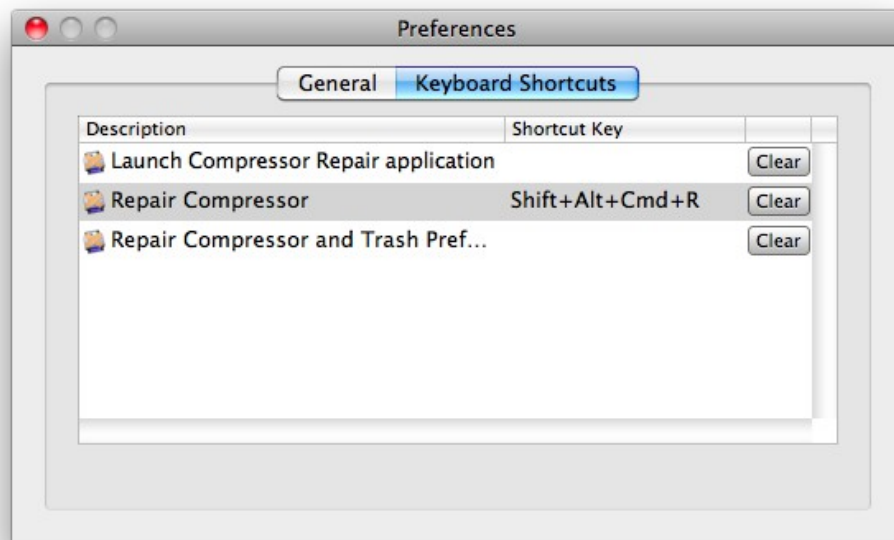 Preferences
General Keyboard Shortcuts
Description Shortcut Key
Launch Compressor Repair application Clear
Repair Compressor Shift+Alt+Cmd+R Clear
Repair Compressor and Trash Pref... Clear